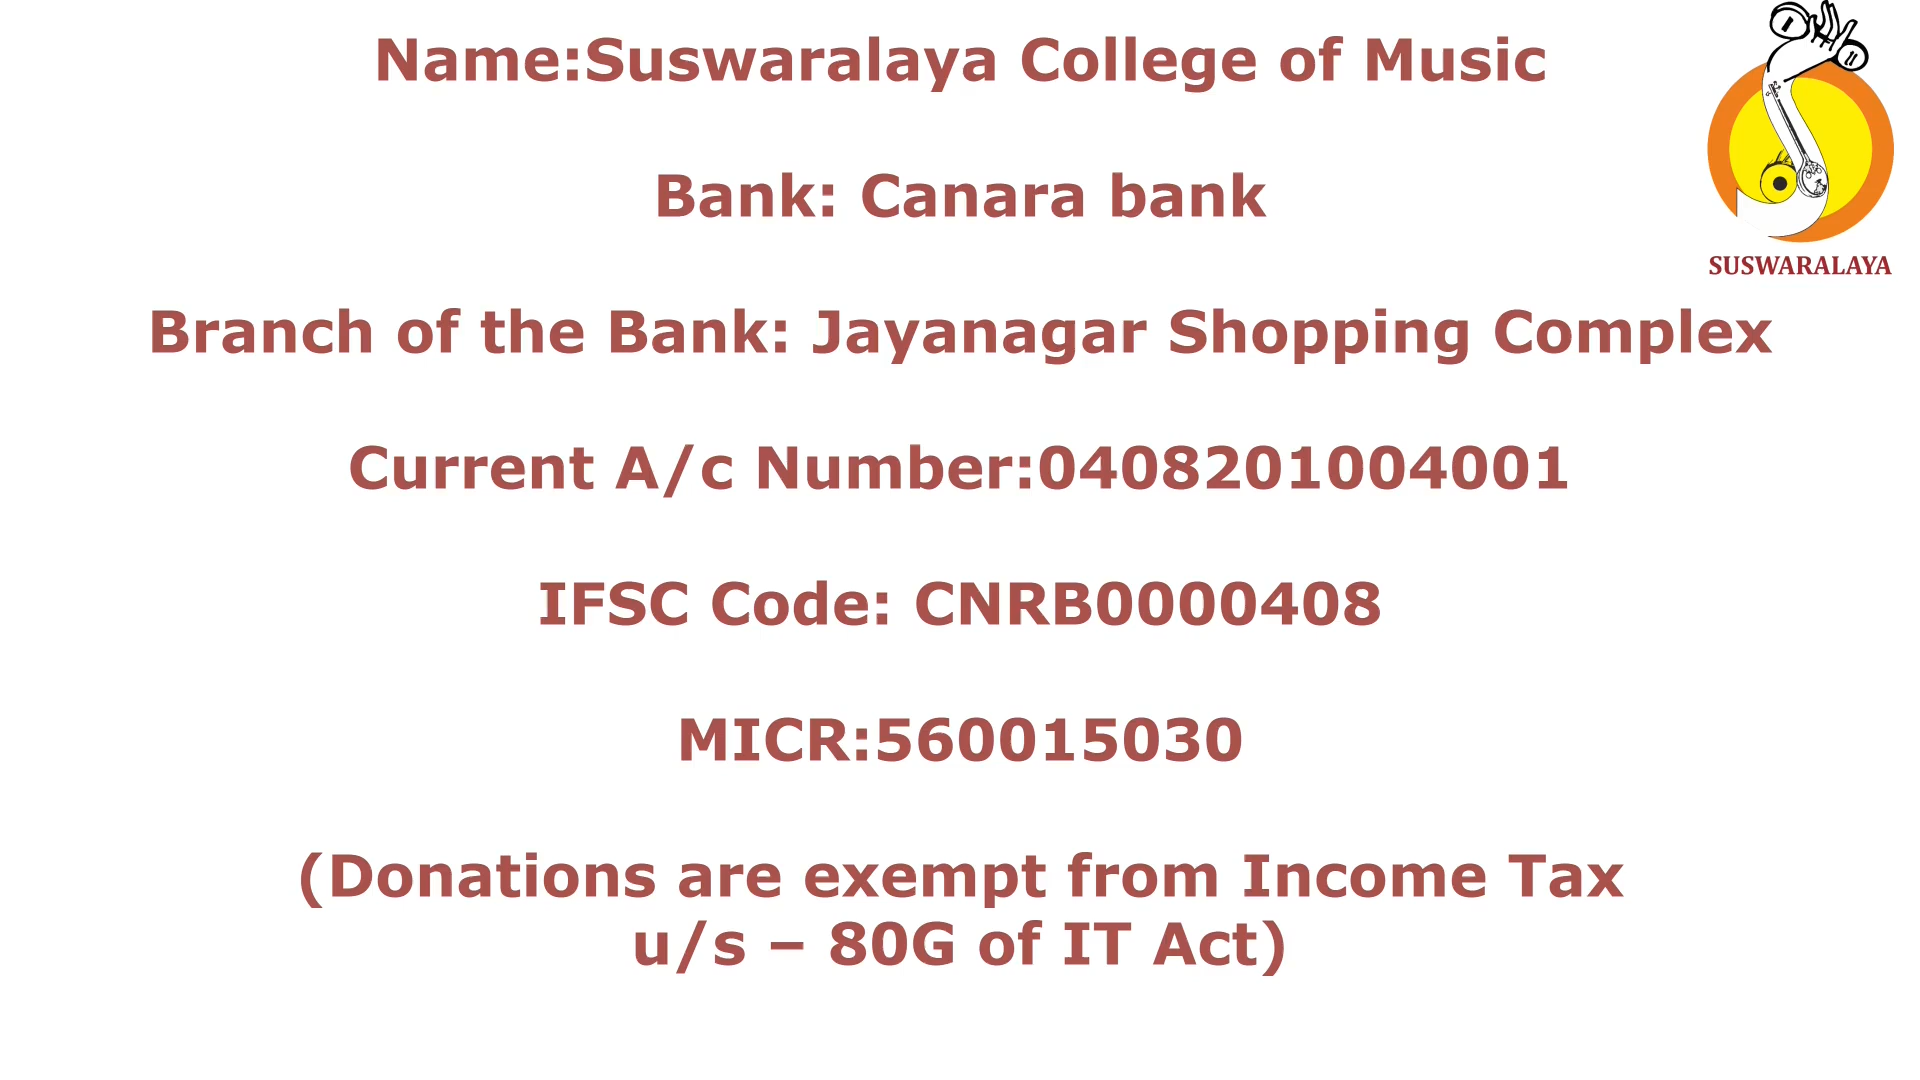 Name:Suswaralaya College of Music
SUSWARALAYA
Bank: Canara bank
Branch of the Bank: Jayanagar Shopping Complex
Current A/c Number:0408201004001
IFSC Code: CNRB0000408
MICR:560015030
(Donations are exempt from Income Tax
u/s – 80G of IT Act)